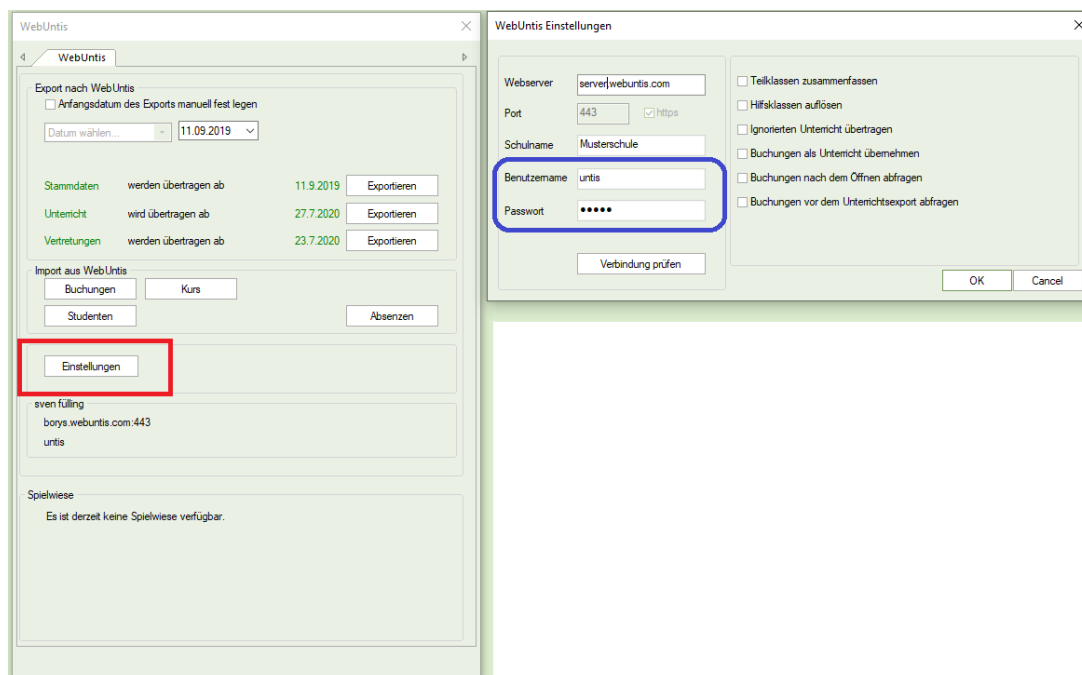 WebUntis
WebUntis
Export nach WebUntis
Anfangsdatum des Exports manuell fest legen
Datum wählen... 11.09.2019
Stammdaten werden übertragen ab 11.9.2019 Exportieren
Unterricht wird übertragen ab 27.7.2020 Exportieren
Vertretungen werden übertragen ab 23.7.2020 Exportieren
Import aus WebUntis
Buchungen Kurs
Studenten Absenzen
Einstellungen
sven fülling
borys.webuntis.com:443
untis
Spielwiese
Es ist derzeit keine Spielwiese verfügbar.
WebUntis Einstellungen
Webserver server.webuntis.com
Port 443 https
Schulname Musterschule
Benutzername untis
Passwort •••••
Verbindung prüfen
Teilklassen zusammenfassen
Hilfsklassen auflösen
Ignorierten Unterricht übertragen
Buchungen als Unterricht übernehmen
Buchungen nach dem Öffnen abfragen
Buchungen vor dem Unterrichtsexport abfragen
OK Cancel